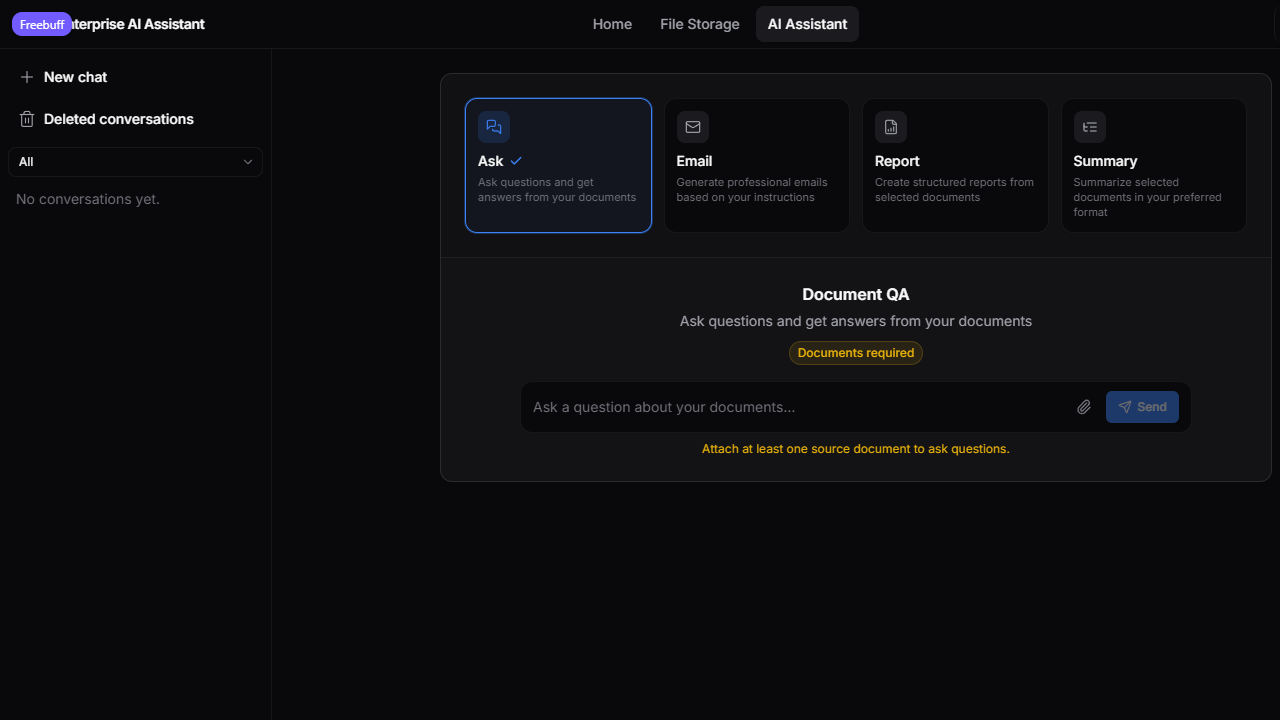 Freebuff
terprise AI Assistant
Home
File Storage
AI Assistant
New chat
Deleted conversations
All
No conversations yet.
Ask
Ask questions and get
answers from your documents
Email
Generate professional emails
based on your instructions
Report
Create structured reports from
selected documents
Summary
Summarize selected
documents in your preferred
format
Document QA
Ask questions and get answers from your documents
Documents required
Ask a question about your documents...
Send
Attach at least one source document to ask questions.